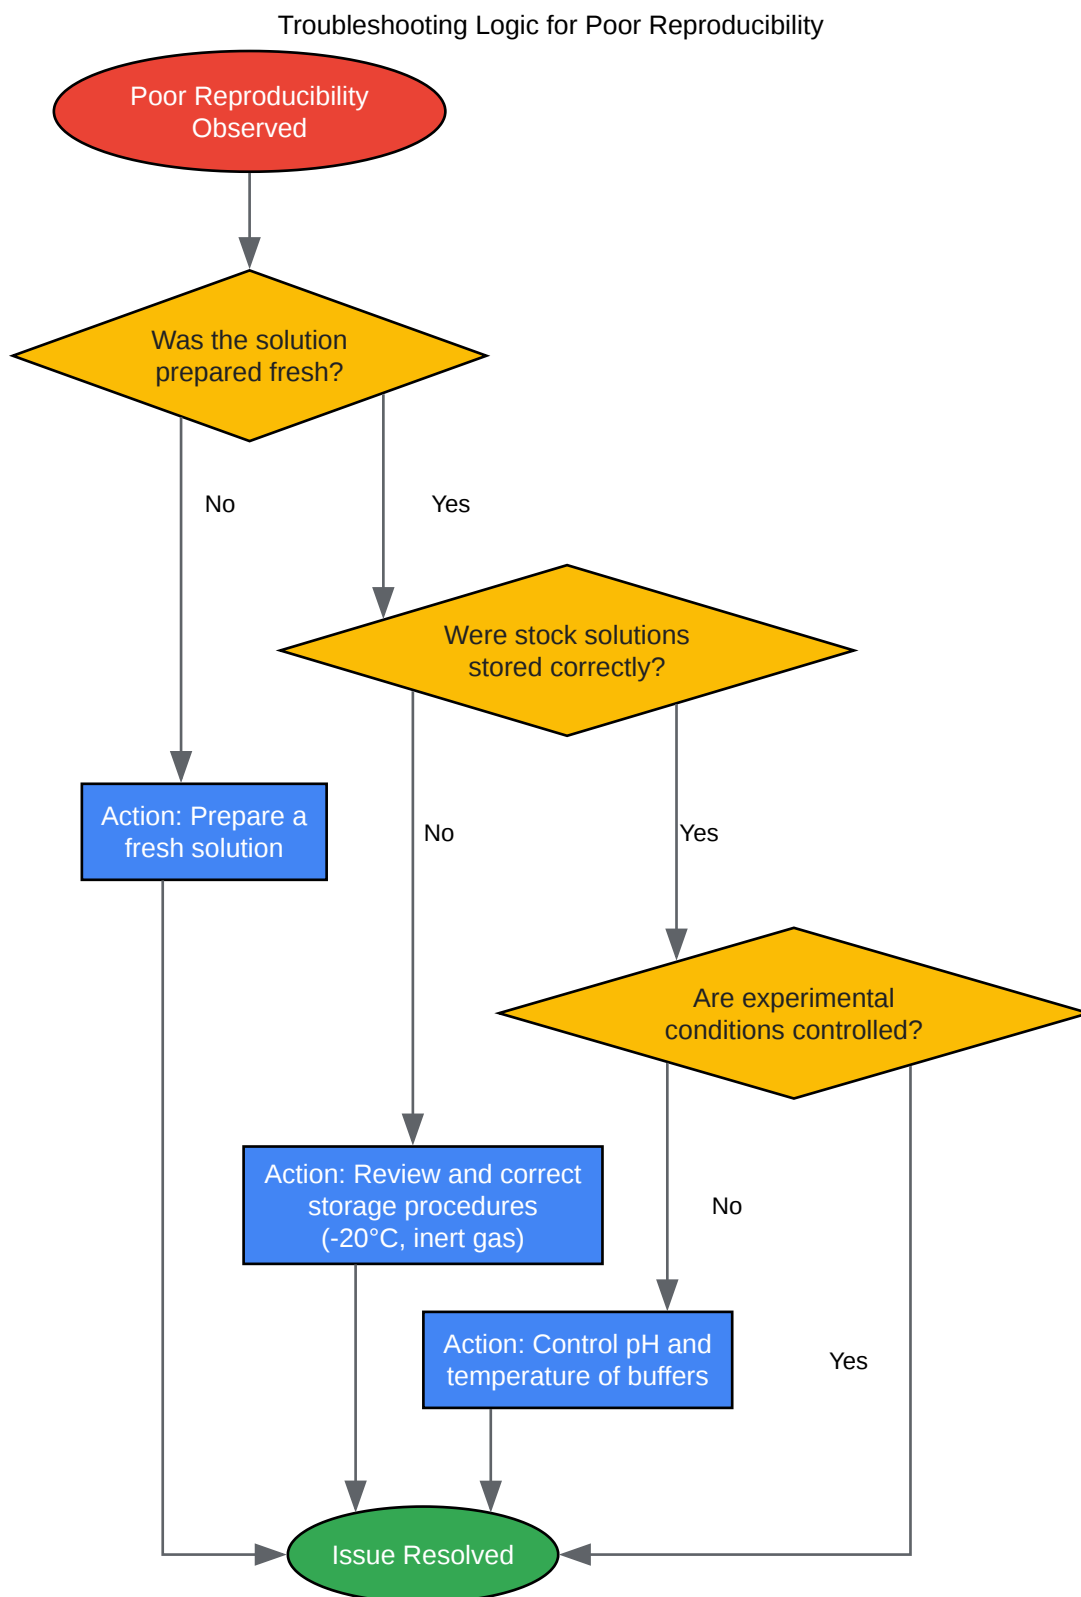 Troubleshooting Logic for Poor Reproducibility
Poor Reproducibility
Observed
Was the solution
prepared fresh?
No
Yes
Were stock solutions
stored correctly?
Action: Prepare a
fresh solution
No
Yes
Are experimental
conditions controlled?
Action: Review and correct
storage procedures
(-20°C, inert gas)
No
Action: Control pH and
temperature of buffers
Yes
Issue Resolved